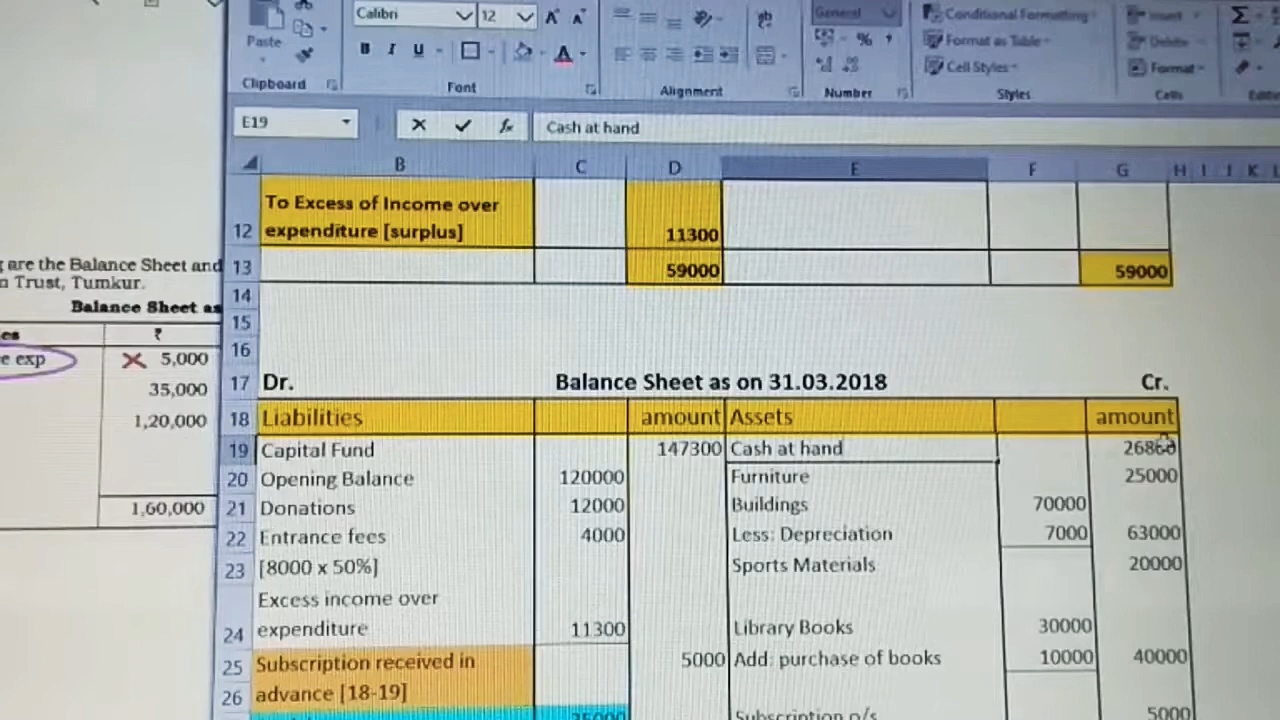 Calibri 12
Paste
B I U
General
%
Conditional Formatting
Format as Table
Cell Styles
Insert
Delete
Format
Σ
Clipboard Font Alignment Number Styles Cells
E19 fx Cash at hand
B C D E F G H I K
12 To Excess of Income over
expenditure [surplus] 11300
13 59000 59000
14
15
16
17 Dr. Balance Sheet as on 31.03.2018 Cr.
18 Liabilities amount Assets amount
19 Capital Fund 147300 Cash at hand
20 Opening Balance 120000 Furniture 25000
21 Donations 12000 Buildings 70000
22 Entrance fees 4000 Less: Depreciation 7000 63000
23 [8000 x 50%] Sports Materials 20000
Excess income over
24 expenditure 11300 Library Books 30000
25 Subscription received in 5000 Add: purchase of books 10000 40000
26 advance [18-19]
25000 Subscription o/s 5000
are the Balance Sheet and
Trust, Tumkur.
Balance Sheet as
₹
e exp 5,000
35,000
1,20,000
1,60,000